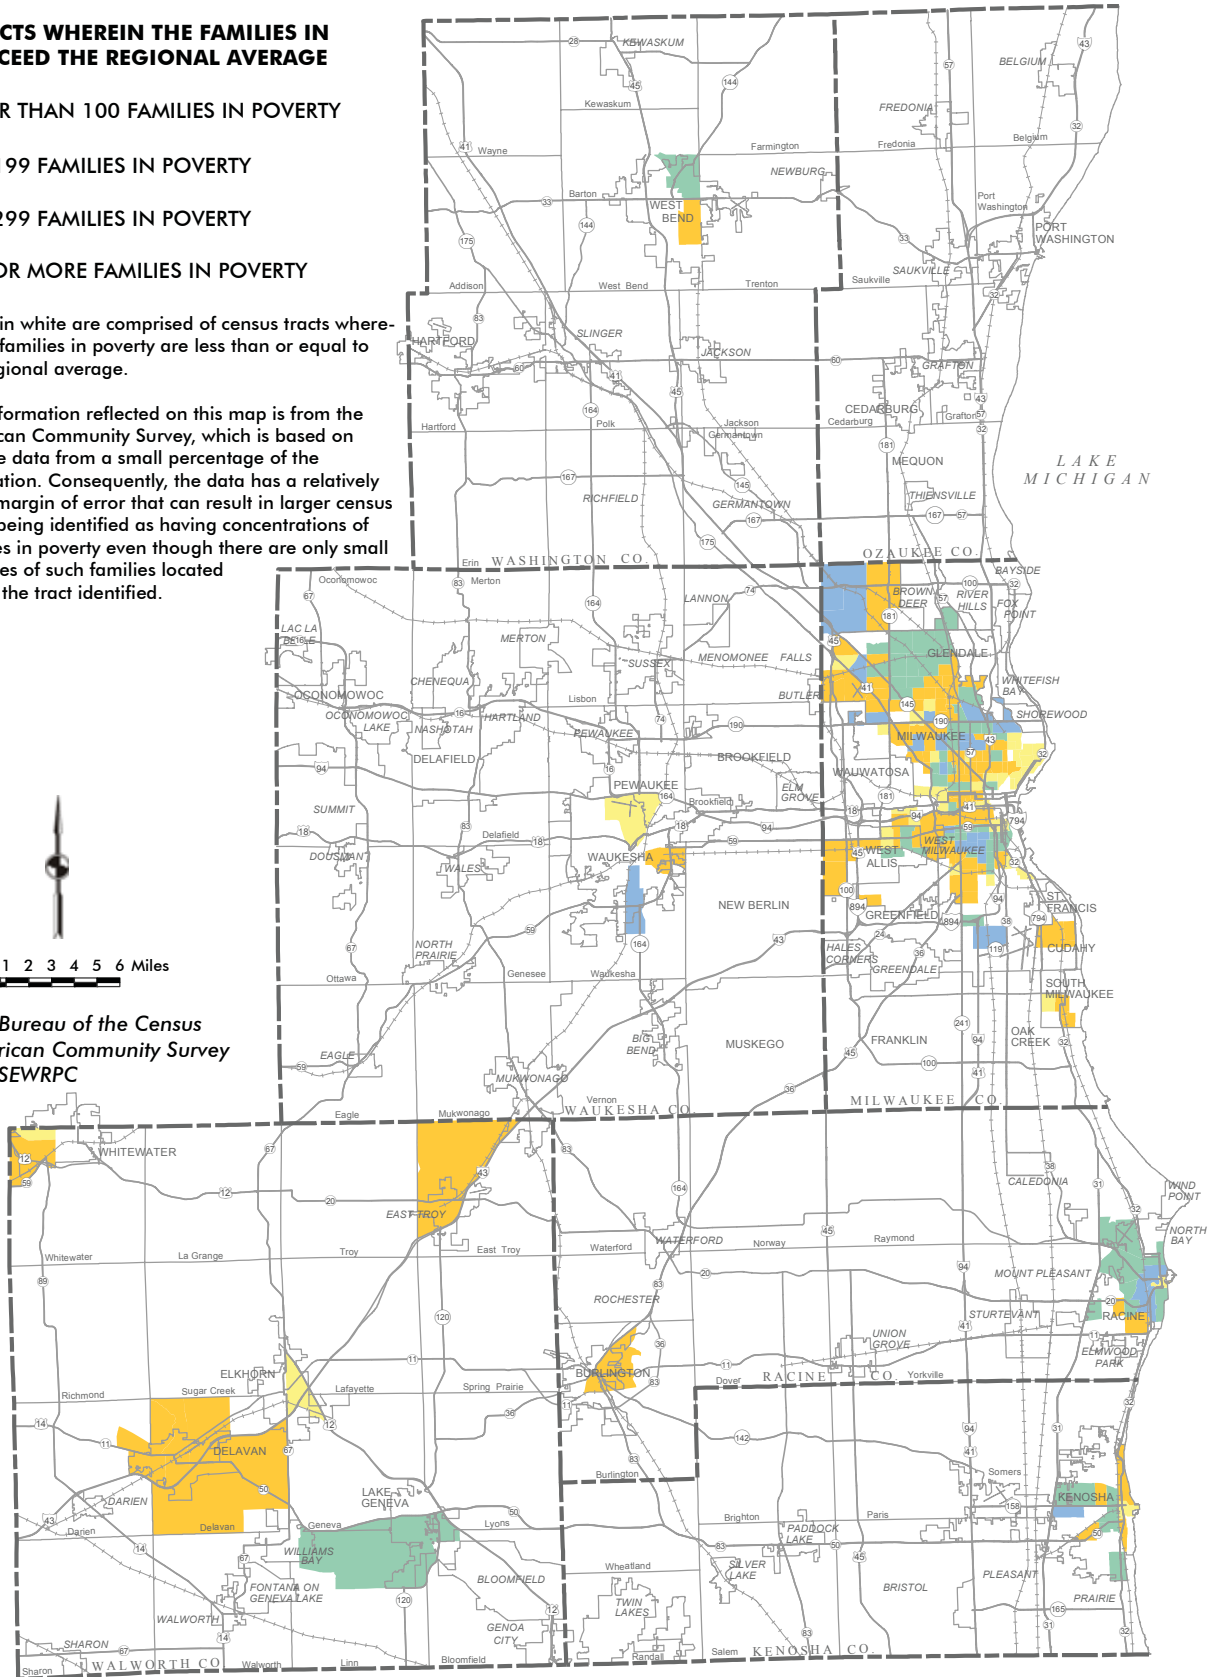 CTS WHEREIN THE FAMILIES IN
CEED THE REGIONAL AVERAGE
R THAN 100 FAMILIES IN POVERTY
199 FAMILIES IN POVERTY
299 FAMILIES IN POVERTY
OR MORE FAMILIES IN POVERTY
in white are comprised of census tracts where-
families in poverty are less than or equal to
gional average.
formation reflected on this map is from the
can Community Survey, which is based on
e data from a small percentage of the
ation. Consequently, the data has a relatively
margin of error that can result in larger census
being identified as having concentrations of
es in poverty even though there are only small
es of such families located
the tract identified.
1 2 3 4 5 6 Miles
Bureau of the Census
rican Community Survey
SEWRPC
KEWASKUM
BELGIUM
Kewaskum
FREDONIA
Wayne
Farmington
Fredonia
Belgium
NEWBURG
Barton
WEST
BEND
Port
Washington
PORT
WASHINGTON
SAUKVILLE
Addison
West Bend
Trenton
Saukville
HARTFORD
SLINGER
JACKSON
GRAFTON
CEDARBURG
Hartford
Polk
Jackson
Germantown
Cedarburg
Grafton
MEQUON
LAKE
MICHIGAN
RICHFIELD
GERMANTOWN
THIENSVILLE
Erin
WASHINGTON CO.
OZAUKEE CO.
Oconomowoc
Merton
LANNON
BAYSIDE
BROWN
DEER
RIVER
HILLS
FOX
POINT
LAC LA
BELLE
MERTON
SUSSEX
MENOMONEE FALLS
GLENDALE
CHENEQUA
OCONOMOWOC
Lisbon
BUTLER
WHITEFISH
BAY
OCONOMOWOC
LAKE
NASHOTAH
HARTLAND
PEWAUKEE
SHOREWOOD
DELAFIELD
BROOKFIELD
MILWAUKEE
WAUWATOSA
PEWAUKEE
Brookfield
ELM
GROVE
SUMMIT
Delafield
DOUSMAN
WALES
WAUKESHA
WEST
ALLIS
WEST
MILWAUKEE
NEW BERLIN
GREENFIELD
ST.
FRANCIS
NORTH
PRAIRIE
HALES
CORNERS
GREENDALE
CUDAHY
Ottawa
Genesee
Waukesha
SOUTH
MILWAUKEE
EAGLE
BIG
BEND
MUSKEGO
FRANKLIN
OAK
CREEK
MUKWONAGO
Eagle
Mukwonago
Vernon
WAUKESHA CO.
MILWAUKEE CO.
WHITEWATER
CALEDONIA
WIND
POINT
EAST TROY
NORTH
BAY
Whitewater
La Grange
Troy
East Troy
Waterford
WATERFORD
Norway
Raymond
MOUNT PLEASANT
ROCHESTER
STURTEVANT
RACINE
UNION
GROVE
ELMWOOD
PARK
ELKHORN
BURLINGTON
Richmond
Sugar Creek
Lafayette
Spring Prairie
Dover
RACINE CO.
Yorkville
DELAVAN
Burlington
Somers
KENOSHA
LAKE
GENEVA
DARIEN
Darien
Delavan
Geneva
Lyons
Brighton
PADDOCK
LAKE
Paris
WILLIAMS
BAY
FONTANA ON
GENEVA LAKE
BLOOMFIELD
Wheatland
SILVER
LAKE
BRISTOL
PLEASANT
PRAIRIE
WALWORTH
GENOA
CITY
TWIN
LAKES
SHARON
Sharon
WALWORTH CO
Walworth
Linn
Bloomfield
Randall
Salem
KENOSHA CO.